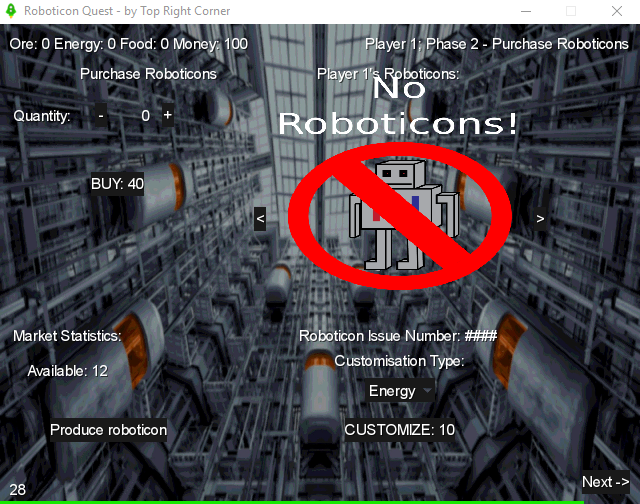 Roboticon Quest - by Top Right Corner
Ore: 0 Energy: 0 Food: 0 Money: 100
Player 1; Phase 2 - Purchase Roboticons
Purchase Roboticons
Player 1's Roboticons:
No
Roboticons!
Quantity: - 0 +
BUY: 40
< >
Market Statistics:
Roboticon Issue Number: ####
Available: 12
Customisation Type:
Energy
Produce roboticon
CUSTOMIZE: 10
28
Next ->